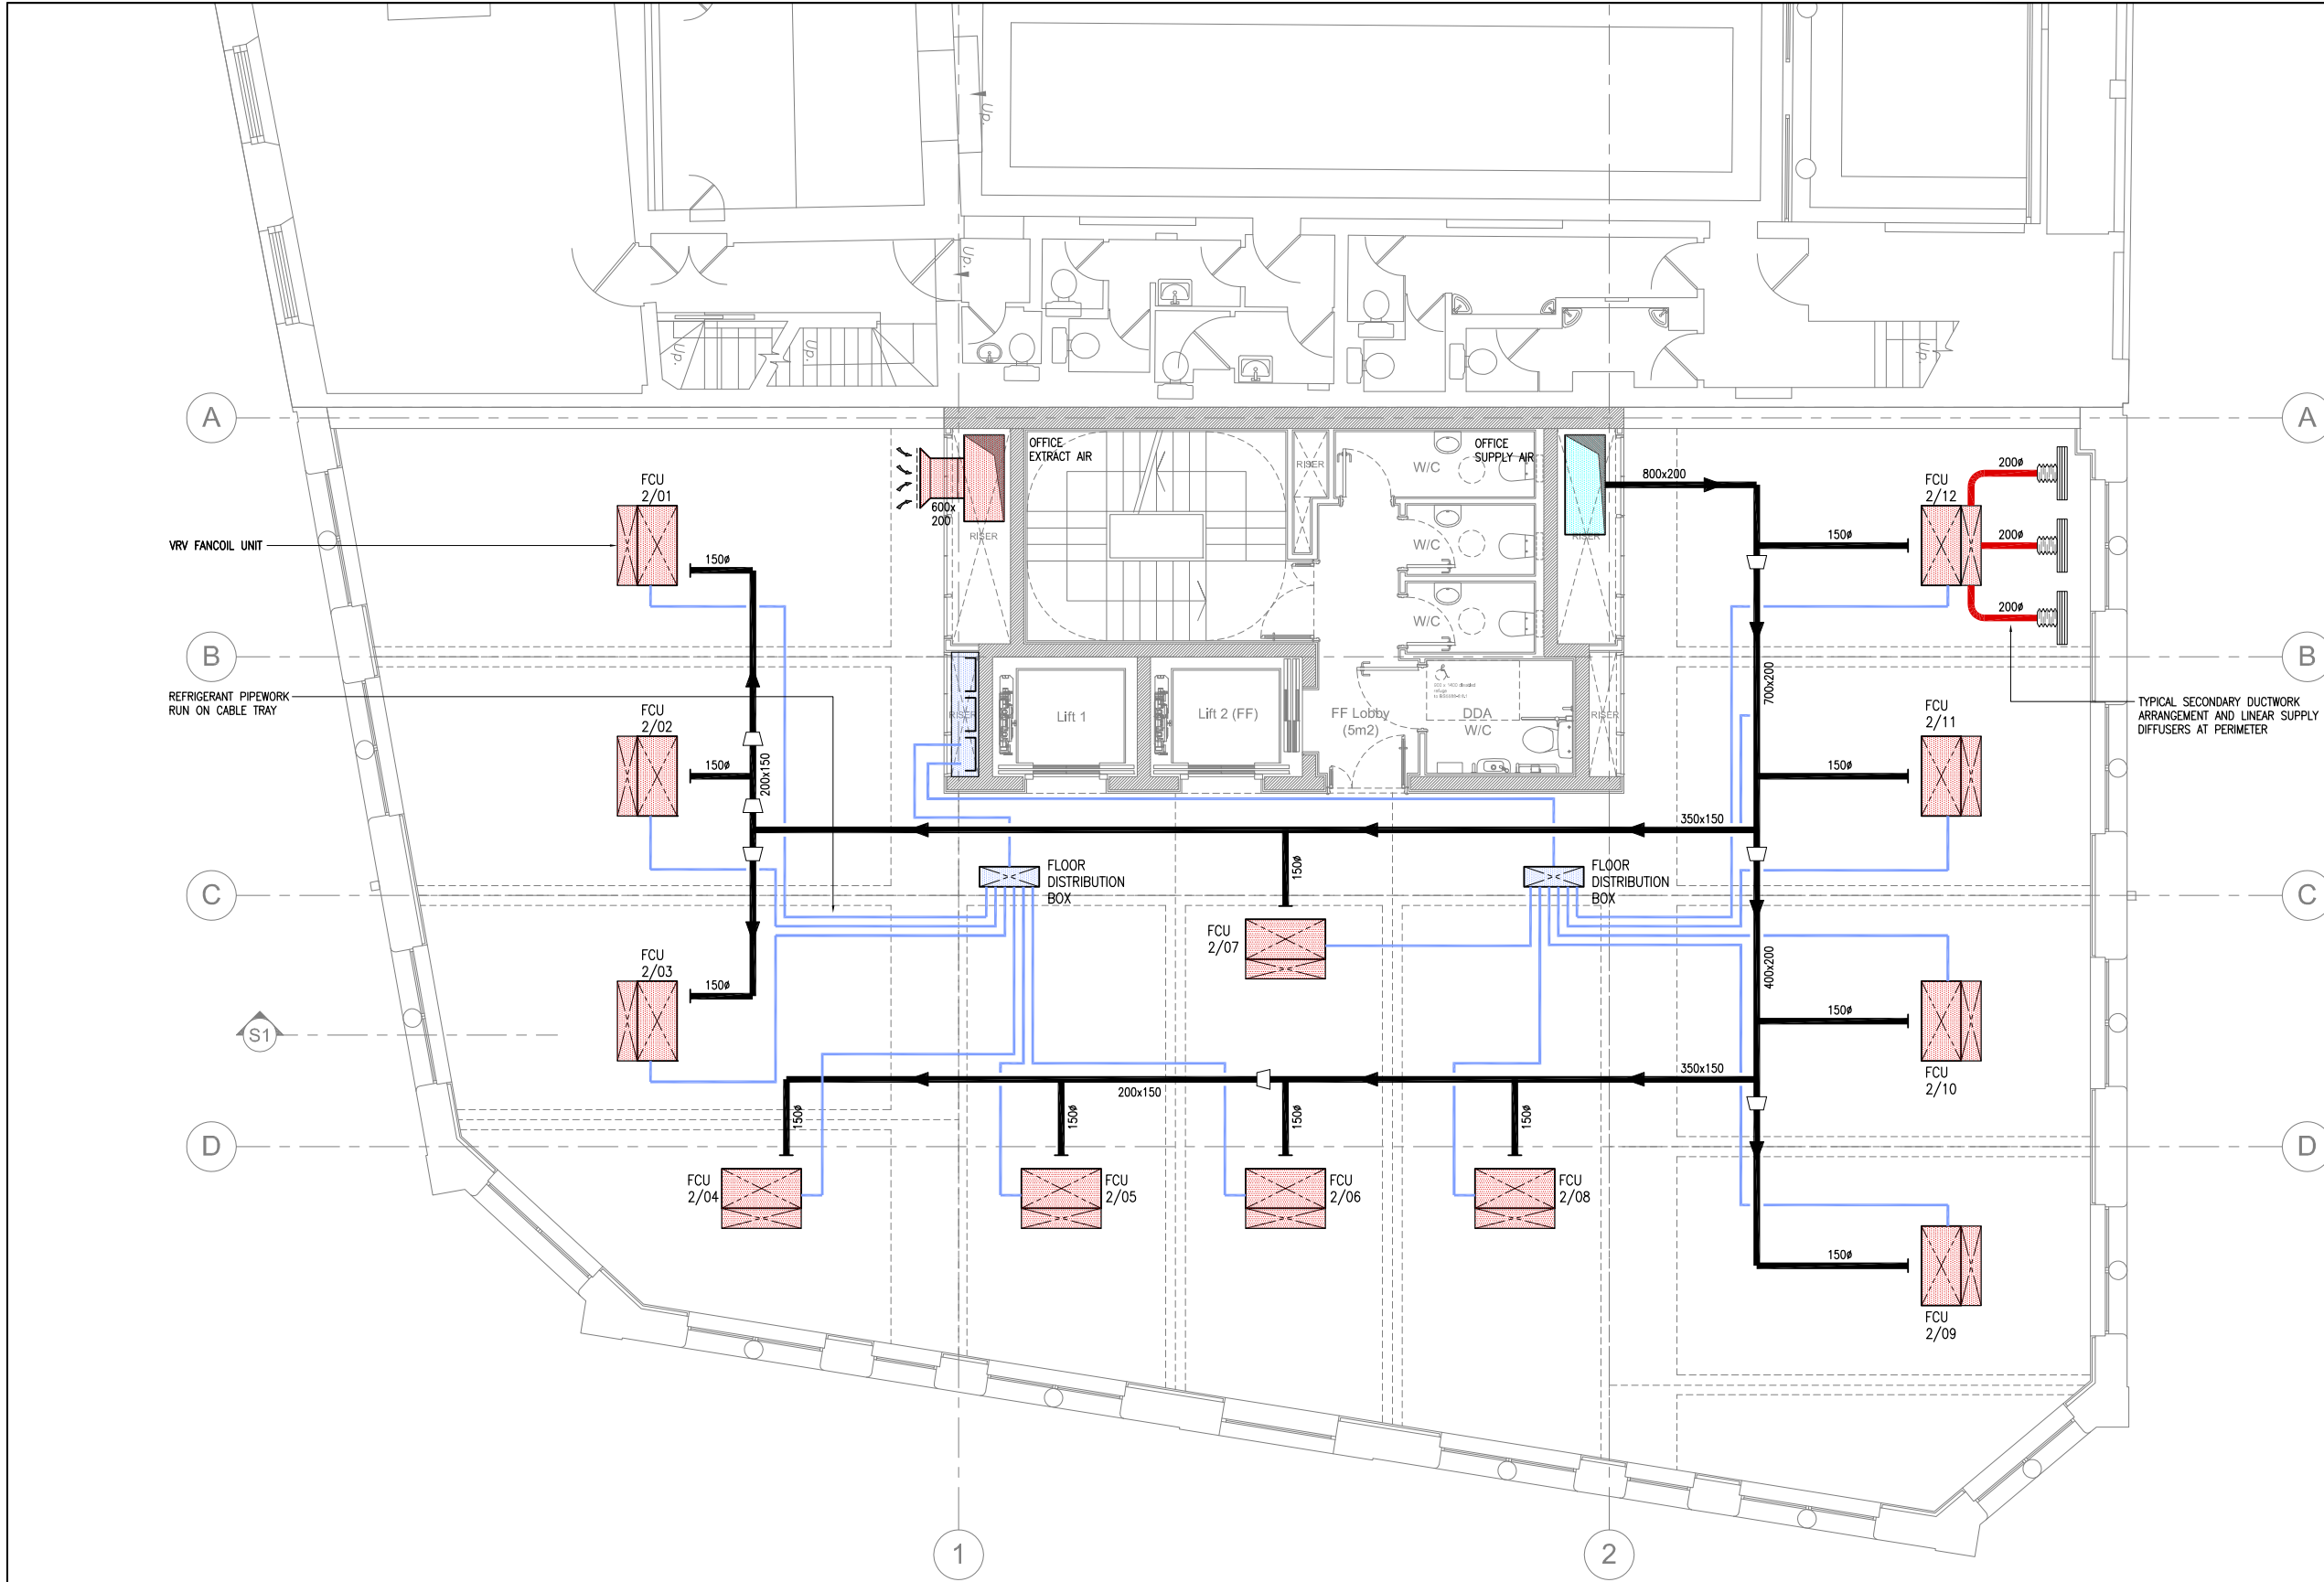 Up.
Up.
Up.
Up.
Up.
A
A
OFFICE
EXTRACT AIR
RISER
W/C
OFFICE
SUPPLY AIR
800x200
200ø
FCU
2/01
FCU
2/12
600x
200
RISER
RISER
VRV FANCOIL UNIT
150ø
W/C
150ø
200ø
200ø
W/C
B
B
REFRIGERANT PIPEWORK
RUN ON CABLE TRAY
FCU
2/02
RISER
Lift 1
Lift 2 (FF)
FF Lobby
(5m2)
DDA
W/C
RISER
700x200
FCU
2/11
TYPICAL SECONDARY DUCTWORK
ARRANGEMENT AND LINEAR SUPPLY
DIFFUSERS AT PERIMETER
150ø
200x150
150ø
350x150
150ø
FLOOR
DISTRIBUTION
BOX
FLOOR
DISTRIBUTION
BOX
C
C
FCU
2/07
FCU
2/03
150ø
400x200
150ø
S1
FCU
2/10
350x150
200x150
150ø
150ø
150ø
150ø
D
D
FCU
2/04
FCU
2/05
FCU
2/06
FCU
2/08
150ø
FCU
2/09
1
2